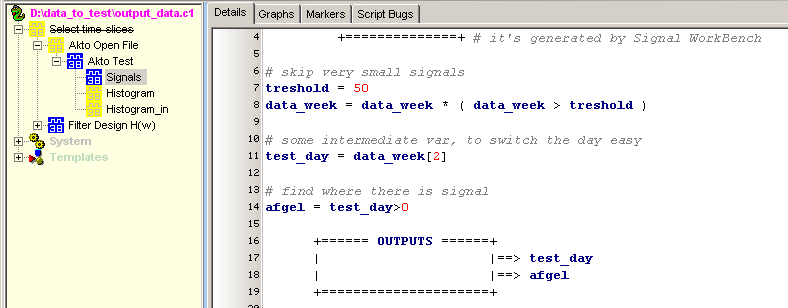 D:\data_to_test\output_data.c1
Select time-slices
Akto Open File
Akto Test
Signals
Histogram
Histogram_in
Filter Design H(w)
System
Templates
Details Graphs Markers Script Bugs
4 +==============+ # it's generated by Signal WorkBench
5
6 # skip very small signals
7 treshold = 50
8 data_week = data_week * ( data_week > treshold )
9
10 # some intermediate var, to switch the day easy
11 test_day = data_week[2]
12
13 # find where there is signal
14 afgel = test_day>0
15
16 +====== OUTPUTS ======+
17 | |==> test_day
18 | |==> afgel
19 +=====================+